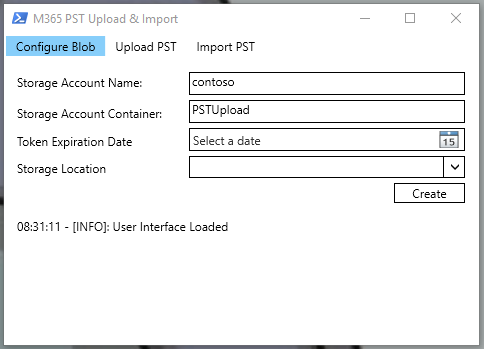 M365 PST Upload & Import
Configure Blob Upload PST Import PST
Storage Account Name: contoso
Storage Account Container: PSTUpload
Token Expiration Date Select a date 15
Storage Location
Create
08:31:11 - [INFO]: User Interface Loaded